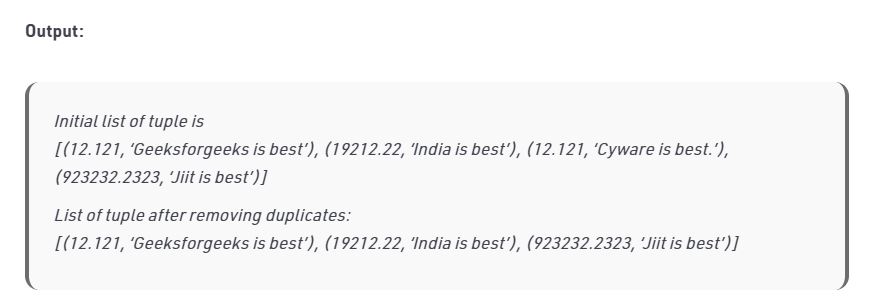 Output:
Initial list of tuple is
[(12.121, ‘Geeksforgeeks is best’), (19212.22, ‘India is best’), (12.121, ‘Cyware is best.’),
(923232.2323, ‘Jiit is best’)]
List of tuple after removing duplicates:
[(12.121, ‘Geeksforgeeks is best’), (19212.22, ‘India is best’), (923232.2323, ‘Jiit is best’)]